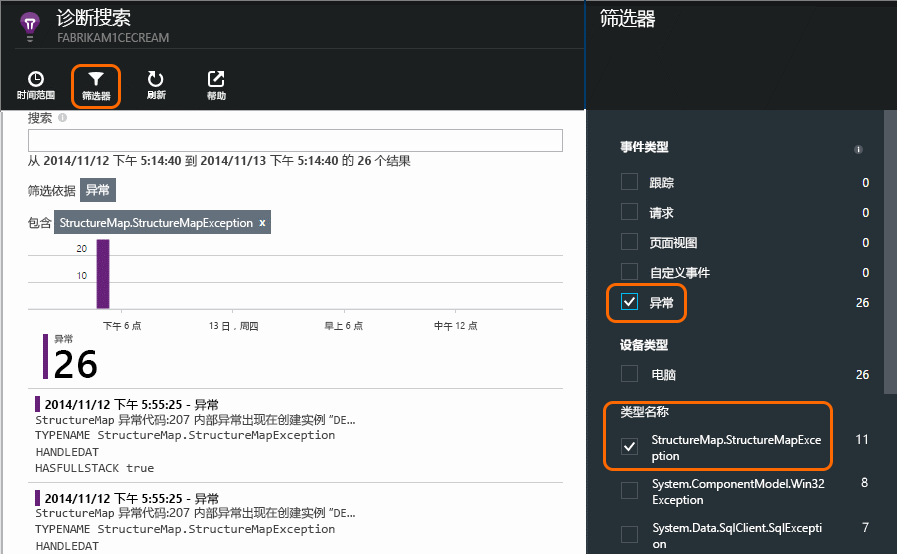 诊断搜索
FABRIKAM1CECREAM
时间范围
筛选器
刷新
帮助
搜索
从 2014/11/12 下午 5:14:40 到 2014/11/13 下午 5:14:40 的 26 个结果
筛选依据 异常
包含 StructureMap.StructureMapException x
20
10
下午 6 点
13 日，周四
早上 6 点
中午 12 点
异常
26
2014/11/12 下午 5:55:25 - 异常
StructureMap 异常代码:207 内部异常出现在创建实例 “DE...
TYPENAME StructureMap.StructureMapException
HANDLEDAT
HASFULLSTACK true
2014/11/12 下午 5:55:25 - 异常
StructureMap 异常代码:207 内部异常出现在创建实例 “DE...
TYPENAME StructureMap.StructureMapException
HANDLEDAT
筛选器
事件类型
跟踪 0
请求 0
页面视图 0
自定义事件 0
异常 26
设备类型
电脑 26
类型名称
StructureMap.StructureMapExce 11
ption
System.ComponentModel.Win32 8
Exception
System.Data.SqlClient.SqlExcepti 7
on